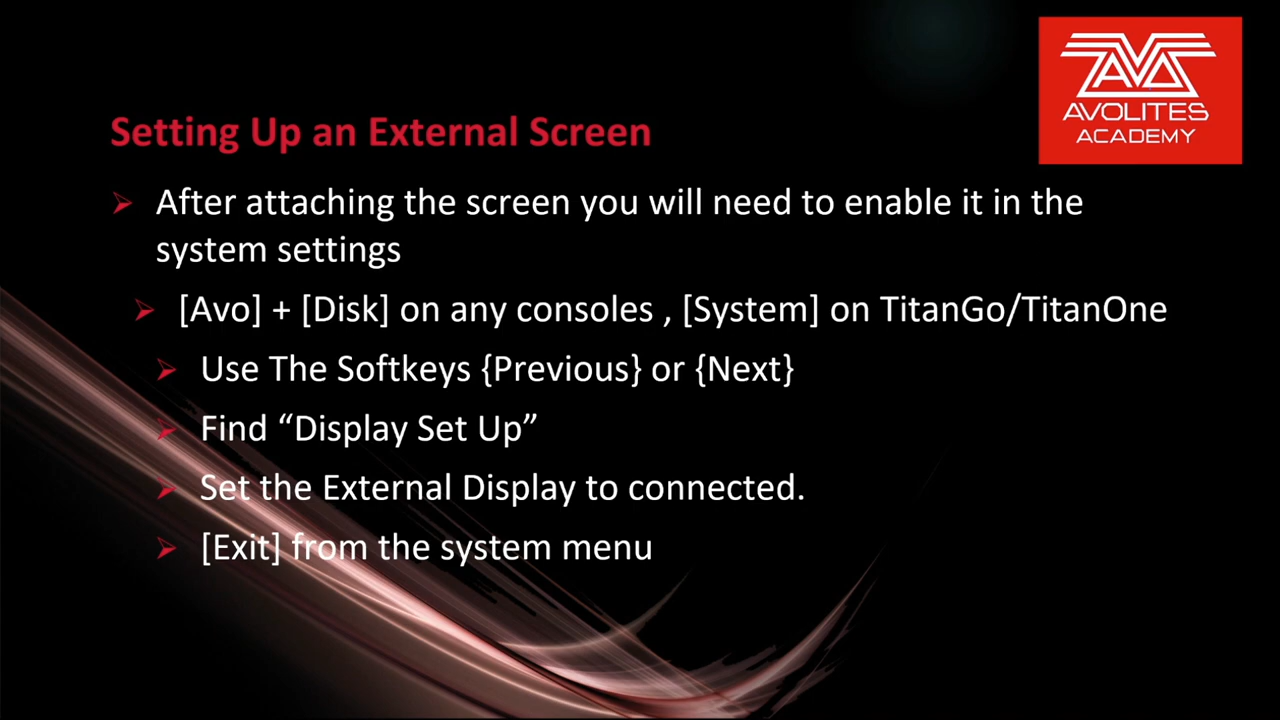 AVOLITES
ACADEMY
Setting Up an External Screen
After attaching the screen you will need to enable it in the
system settings
[Avo] + [Disk] on any consoles , [System] on TitanGo/TitanOne
Use The Softkeys {Previous} or {Next}
Find “Display Set Up”
Set the External Display to connected.
[Exit] from the system menu